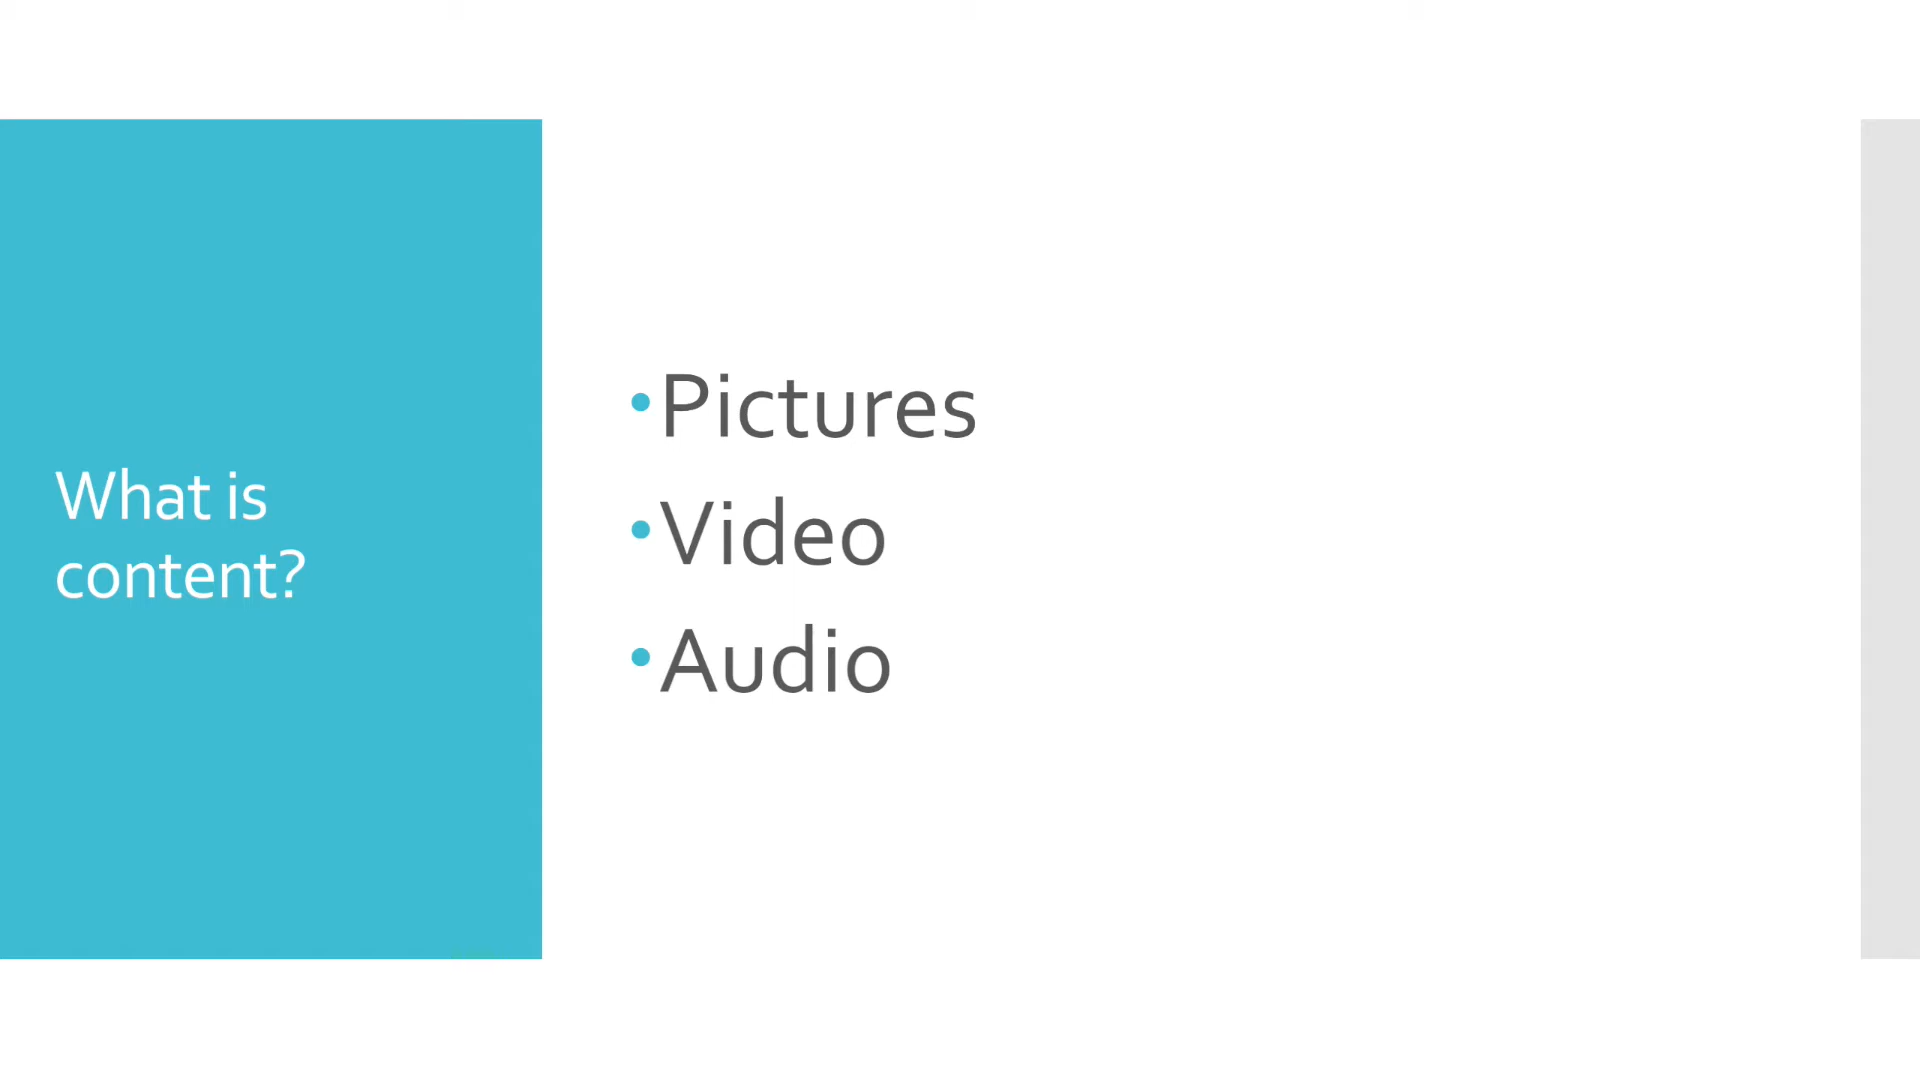 What is
content?
•Pictures
•Video
•Audio